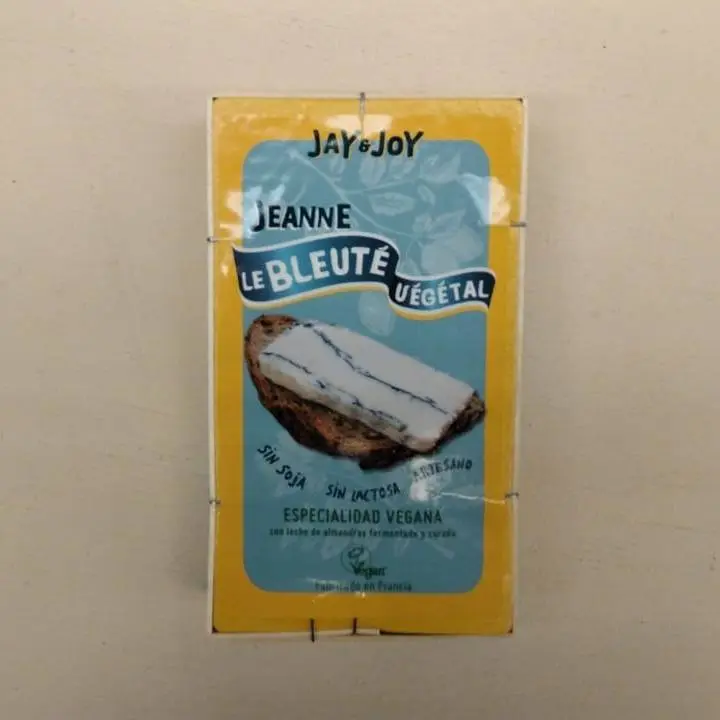 JAY & JOY
JEANNE
LE BLEUTÉ
VÉGÉTAL
SIN SOJA
SIN LACTOSA
ARTESANO
ESPECIALIDAD VEGANA
con leche de almendras fermentada y curada
Vegan
Fabricado en Francia